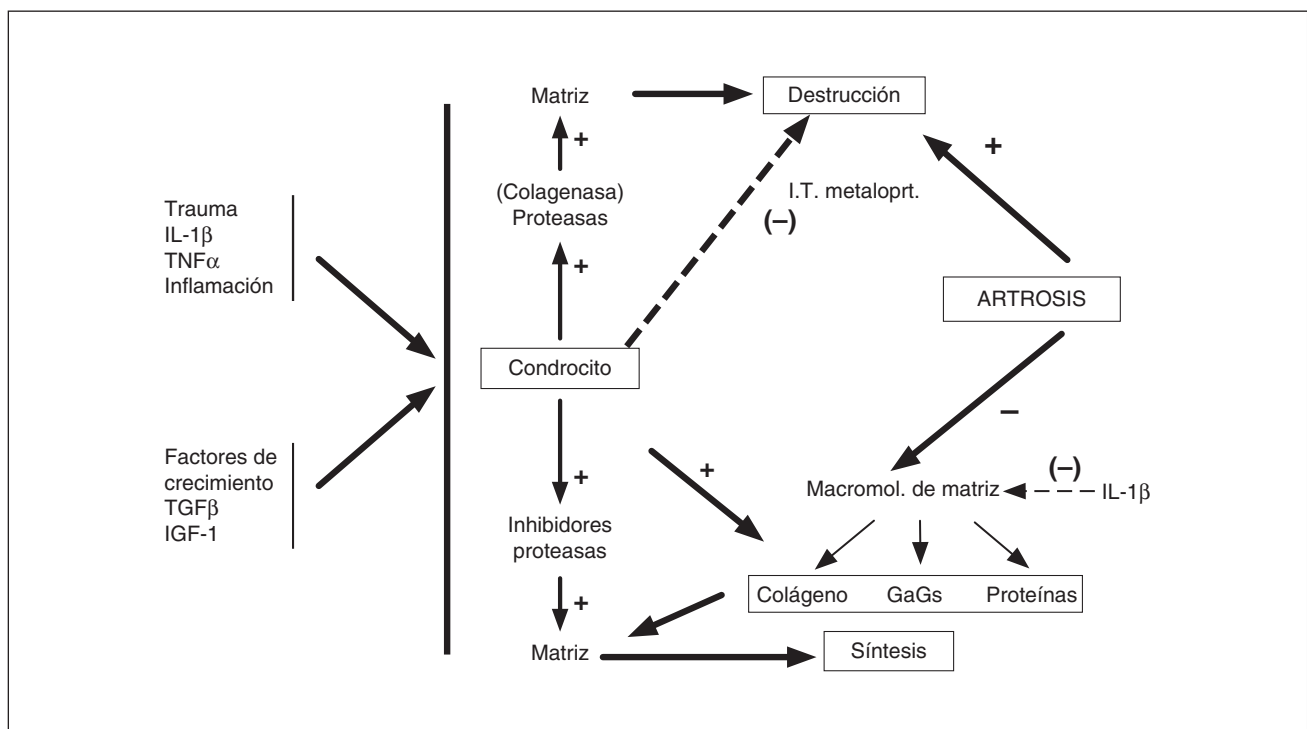 Matriz
Destrucción
+
+
(Colagenasa)
Proteasas
I.T. metaloprt.
(–)
Trauma
IL-1β
TNFα
Inflamación
+
ARTROSIS
Condrocito
–
Factores de
crecimiento
TGFβ
IGF-1
+
+
(–)
Macromol. de matriz
IL-1β
Inhibidores
proteasas
Colágeno GaGs Proteínas
+
Matriz
Síntesis